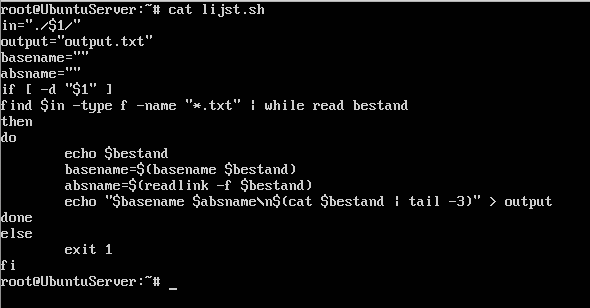 root@UbuntuServer:~# cat lijst.sh
in="./$1/"
output="output.txt"
basename=""
absname=""
if [ -d "$1" ]
find $in -type f -name "*.txt" | while read bestand
then
do
        echo $bestand
        basename=$(basename $bestand)
        absname=$(readlink -f $bestand)
        echo "$basename $absname\n$(cat $bestand | tail -3)" > output
done
else
        exit 1
fi
root@UbuntuServer:~# _